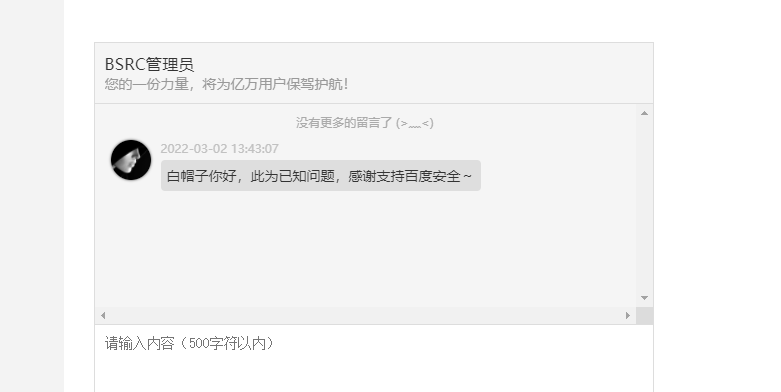 BSRC管理员
您的一份力量，将为亿万用户保驾护航！
没有更多的留言了 (>﹏<)
2022-03-02 13:43:07
白帽子你好，此为已知问题，感谢支持百度安全～
请输入内容（500字符以内）